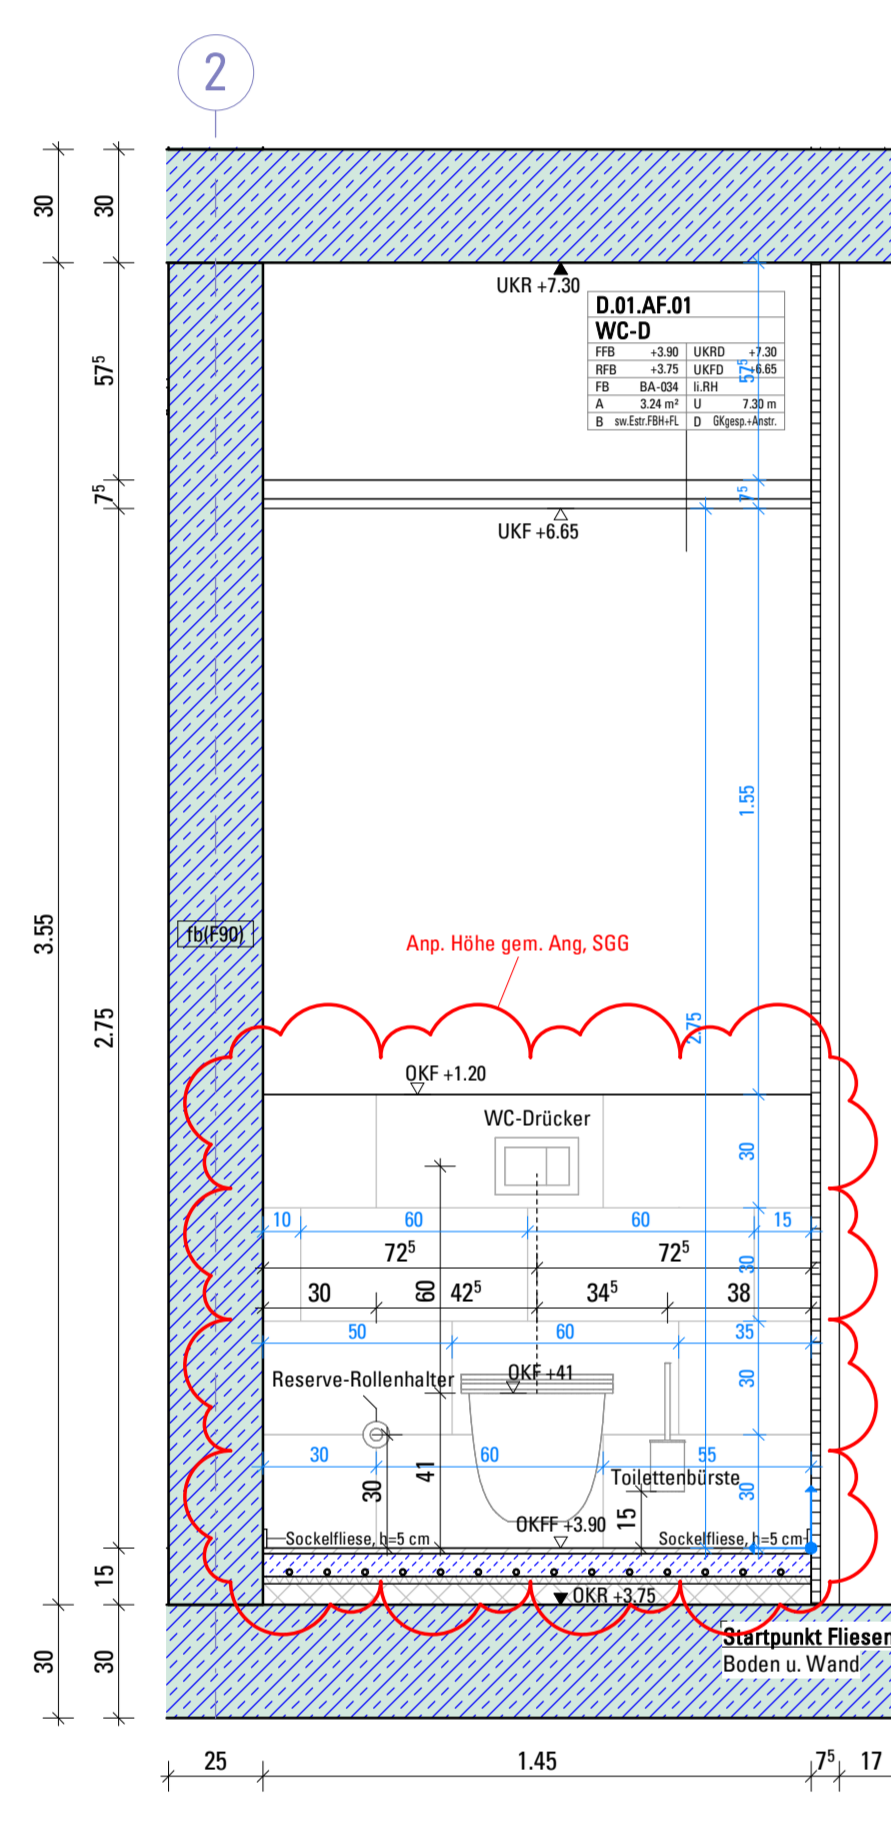 2
30
30
UKR +7.30
D.01.AF.01
WC-D
FFB +3.90 UKRD +7.30
RFB +3.75 UKFD +6.65
FB BA-034 li.RH
A 3.24 m² U 7.30 m
B sw.Estr.FBH+FL D GKgesp.+Anstr.
57⁵
57⁵
7⁵
7⁵
UKF +6.65
1.55
fb(F90)
3.55
2.75
Anp. Höhe gem. Ang, SGG
2.75
OKF +1.20
WC-Drücker
30
10 60 60 15
72⁵ 72⁵
30
30 60 42⁵ 34⁵ 38
50 60 35
OKF +41
Reserve-Rollenhalter
30
30 60 55
30 41
Toilettenbürste
30
OKFF +3.90
15
Sockelfliese, h=5 cm
Sockelfliese, h=5 cm
15
OKR +3.75
Startpunkt Fliesen
Boden u. Wand
30
30
25 1.45 7⁵ 17